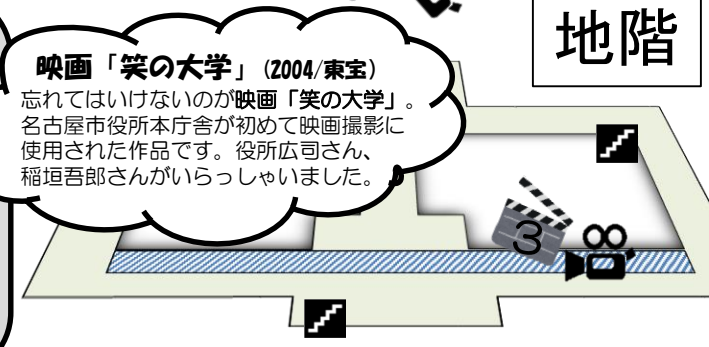 地階
映画「笑の大学」(2004/東宝)
忘れてはいけないのが映画「笑の大学」。
名古屋市役所本庁舎が初めて映画撮影に
使用された作品です。役所広司さん、
稲垣吾郎さんがいらっしゃいました。
3